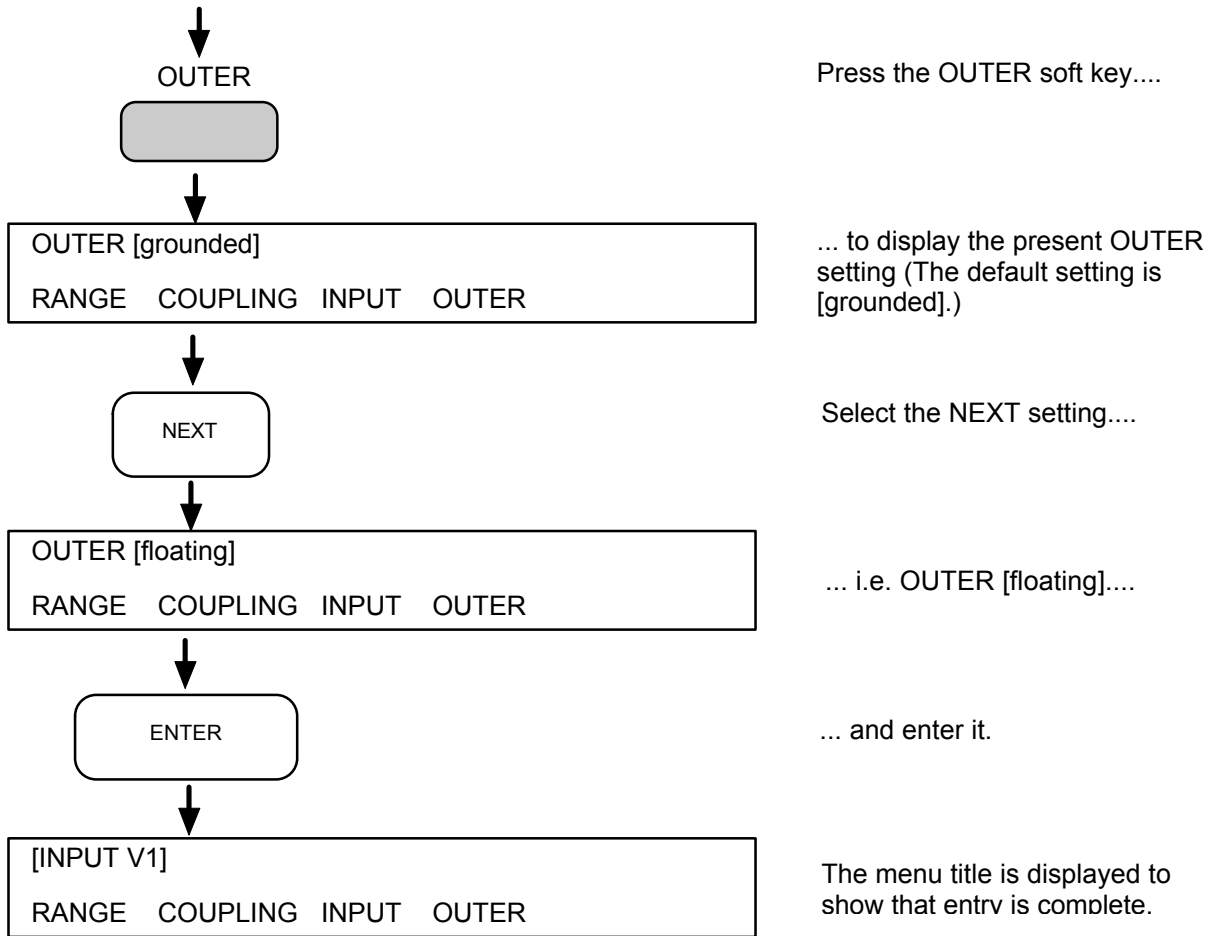 OUTER
Press the OUTER soft key....
OUTER [grounded]
RANGE COUPLING INPUT OUTER
... to display the present OUTER
setting (The default setting is
[grounded].)
NEXT
Select the NEXT setting....
OUTER [floating]
RANGE COUPLING INPUT OUTER
... i.e. OUTER [floating]....
ENTER
... and enter it.
[INPUT V1]
RANGE COUPLING INPUT OUTER
The menu title is displayed to
show that entry is complete.